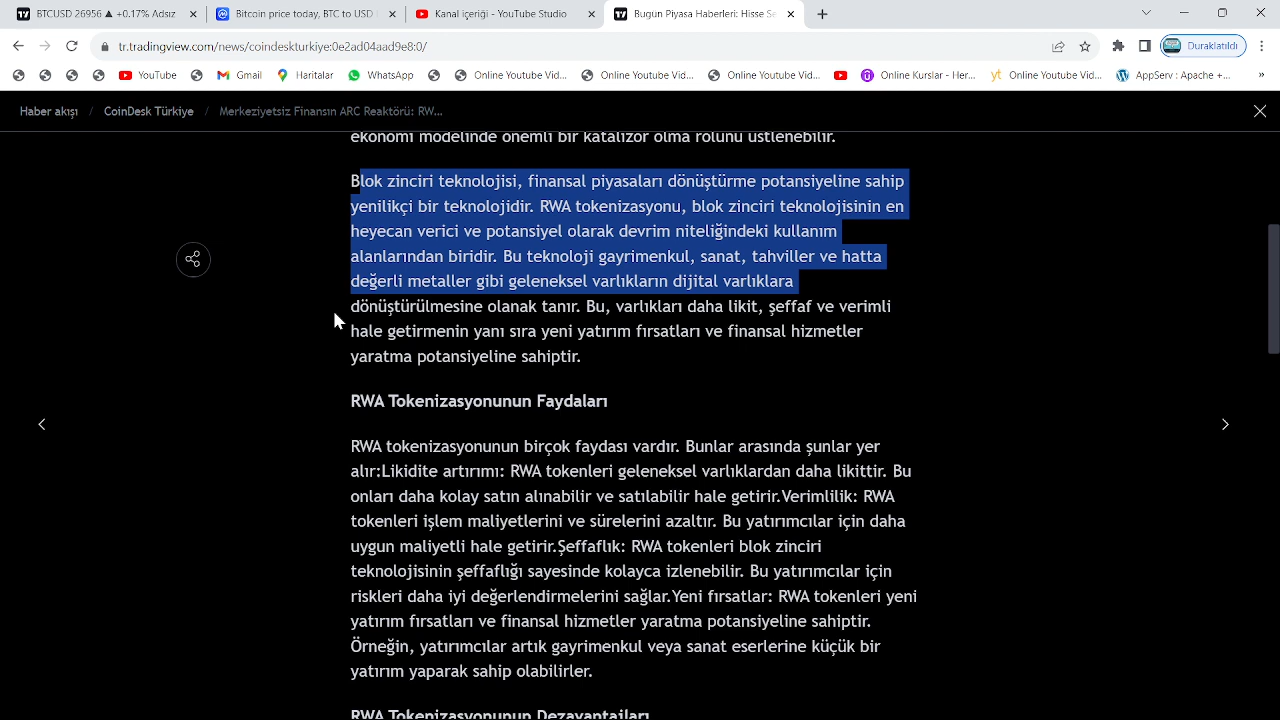 BTCUSD 26956 ▲ +0.17% Adsız
Bitcoin price today, BTC to USD
Kanal içeriği - YouTube Studio
Bugün Piyasa Haberleri: Hisse Se
tr.tradingview.com/news/coindeskturkiye:0e2ad04aad9e8:0/
Duraklatıldı
YouTube
Gmail
Haritalar
WhatsApp
Online Youtube Vid...
Online Youtube Vid...
Online Youtube Vid...
Online Kurslar - Her...
Online Youtube Vid...
AppServ : Apache +...
Haber akışı / CoinDesk Türkiye / Merkeziyetsiz Finansın ARC Reaktörü: RW...
ekonomi modelinde önemli bir katalizör olma rolünü üstlenebilir.
Blok zinciri teknolojisi, finansal piyasaları dönüştürme potansiyeline sahip
yenilikçi bir teknolojidir. RWA tokenizasyonu, blok zinciri teknolojisinin en
heyecan verici ve potansiyel olarak devrim niteliğindeki kullanım
alanlarından biridir. Bu teknoloji gayrimenkul, sanat, tahviller ve hatta
değerli metaller gibi geleneksel varlıkların dijital varlıklara
dönüştürülmesine olanak tanır. Bu, varlıkları daha likit, şeffaf ve verimli
hale getirmenin yanı sıra yeni yatırım fırsatları ve finansal hizmetler
yaratma potansiyeline sahiptir.
RWA Tokenizasyonunun Faydaları
RWA tokenizasyonunun birçok faydası vardır. Bunlar arasında şunlar yer
alır:Likidite artırımı: RWA tokenleri geleneksel varlıklardan daha likittir. Bu
onları daha kolay satın alınabilir ve satılabilir hale getirir.Verimlilik: RWA
tokenleri işlem maliyetlerini ve sürelerini azaltır. Bu yatırımcılar için daha
uygun maliyetli hale getirir.Şeffaflık: RWA tokenleri blok zinciri
teknolojisinin şeffaflığı sayesinde kolayca izlenebilir. Bu yatırımcılar için
riskleri daha iyi değerlendirmelerini sağlar.Yeni fırsatlar: RWA tokenleri yeni
yatırım fırsatları ve finansal hizmetler yaratma potansiyeline sahiptir.
Örneğin, yatırımcılar artık gayrimenkul veya sanat eserlerine küçük bir
yatırım yaparak sahip olabilirler.
RWA Tokenizasyonunun Dezavantajları